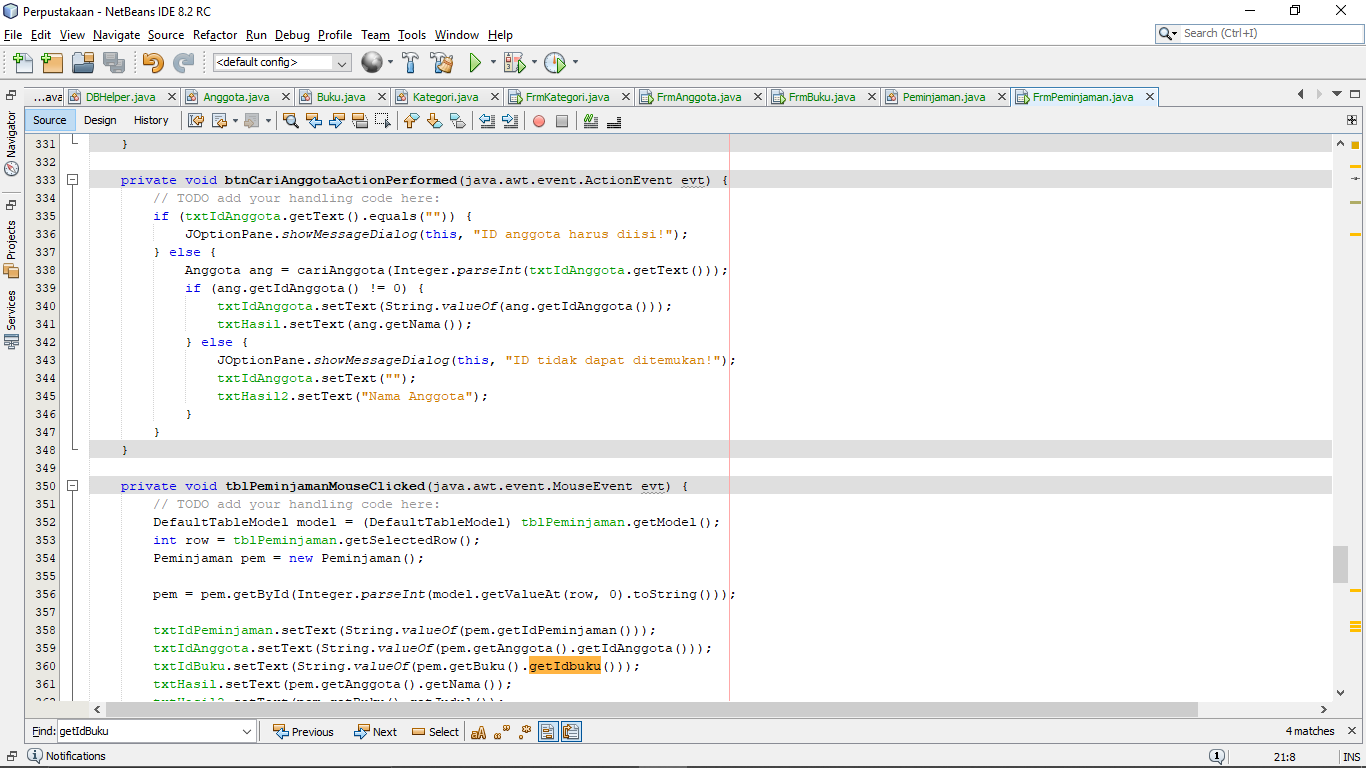 Perpustakaan - NetBeans IDE 8.2 RC
File Edit View Navigate Source Refactor Run Debug Profile Team Tools Window Help
Search (Ctrl+I)
<default config>
...ava DBHelper.java Anggota.java Buku.java Kategori.java FrmKategori.java FrmAnggota.java FrmBuku.java Peminjaman.java FrmPeminjaman.java
Source Design History
Navigator
Projects
Services
331 }
332
333 private void btnCariAnggotaActionPerformed(java.awt.event.ActionEvent evt) {
334 // TODO add your handling code here:
335 if (txtIdAnggota.getText().equals("")) {
336 JOptionPane.showMessageDialog(this, "ID anggota harus diisi!");
337 } else {
338 Anggota ang = cariAnggota(Integer.parseInt(txtIdAnggota.getText()));
339 if (ang.getIdAnggota() != 0) {
340 txtIdAnggota.setText(String.valueOf(ang.getIdAnggota()));
341 txtHasil.setText(ang.getNama());
342 } else {
343 JOptionPane.showMessageDialog(this, "ID tidak dapat ditemukan!");
344 txtIdAnggota.setText("");
345 txtHasil2.setText("Nama Anggota");
346 }
347 }
348 }
349
350 private void tblPeminjamanMouseClicked(java.awt.event.MouseEvent evt) {
351 // TODO add your handling code here:
352 DefaultTableModel model = (DefaultTableModel) tblPeminjaman.getModel();
353 int row = tblPeminjaman.getSelectedRow();
354 Peminjaman pem = new Peminjaman();
355
356 pem = pem.getById(Integer.parseInt(model.getValueAt(row, 0).toString()));
357
358 txtIdPeminjaman.setText(String.valueOf(pem.getIdPeminjaman()));
359 txtIdAnggota.setText(String.valueOf(pem.getAnggota().getIdAnggota()));
360 txtIdBuku.setText(String.valueOf(pem.getBuku().getIdbuku()));
361 txtHasil.setText(pem.getAnggota().getNama());
Find: getIdBuku Previous Next Select 4 matches
Notifications 1 21:8 INS